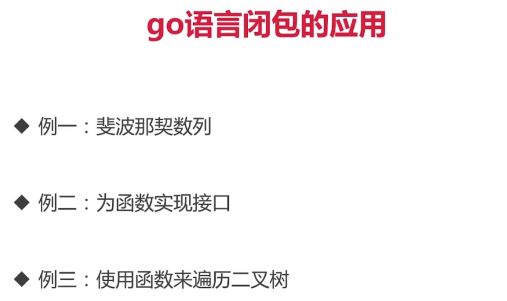 go语言闭包的应用
◆ 例一：斐波那契数列
◆ 例二：为函数实现接口
◆ 例三：使用函数来遍历二叉树